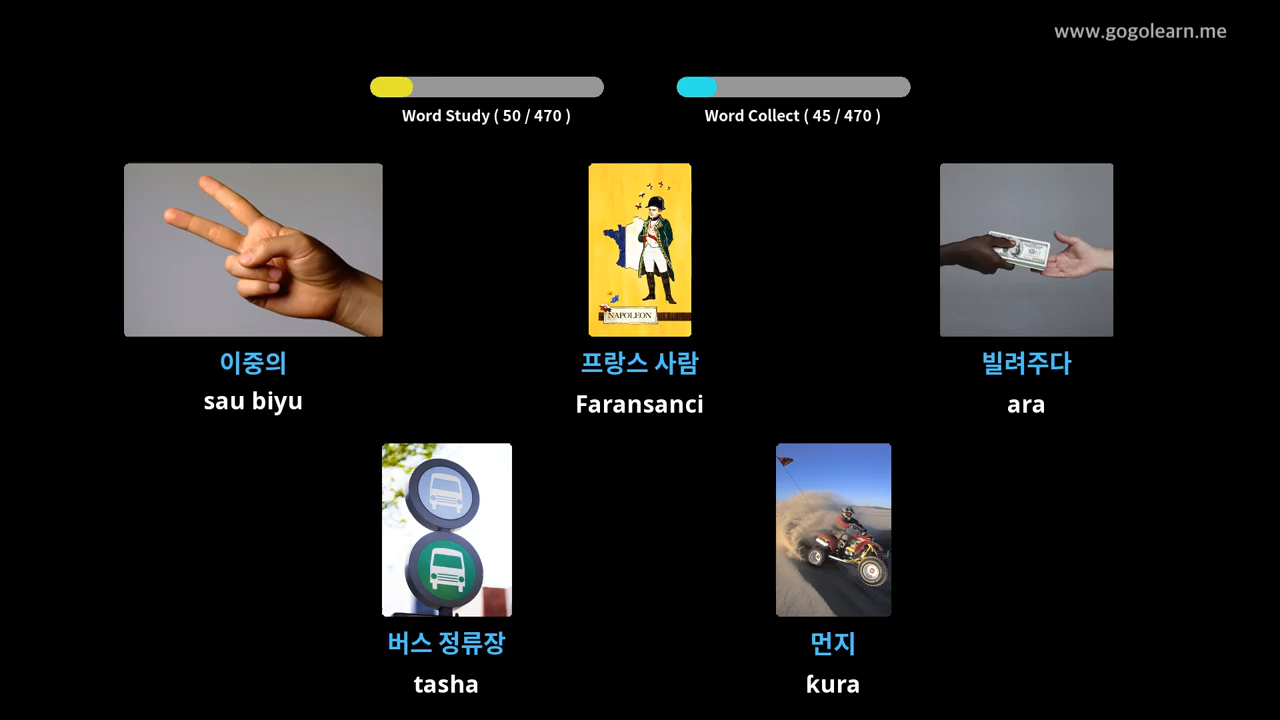 www.gogolearn.me
Word Study ( 50 / 470 )
Word Collect ( 45 / 470 )
NAPOLEON
이중의
프랑스 사람
빌려주다
sau biyu
Faransanci
ara
버스 정류장
먼지
tasha
ƙura